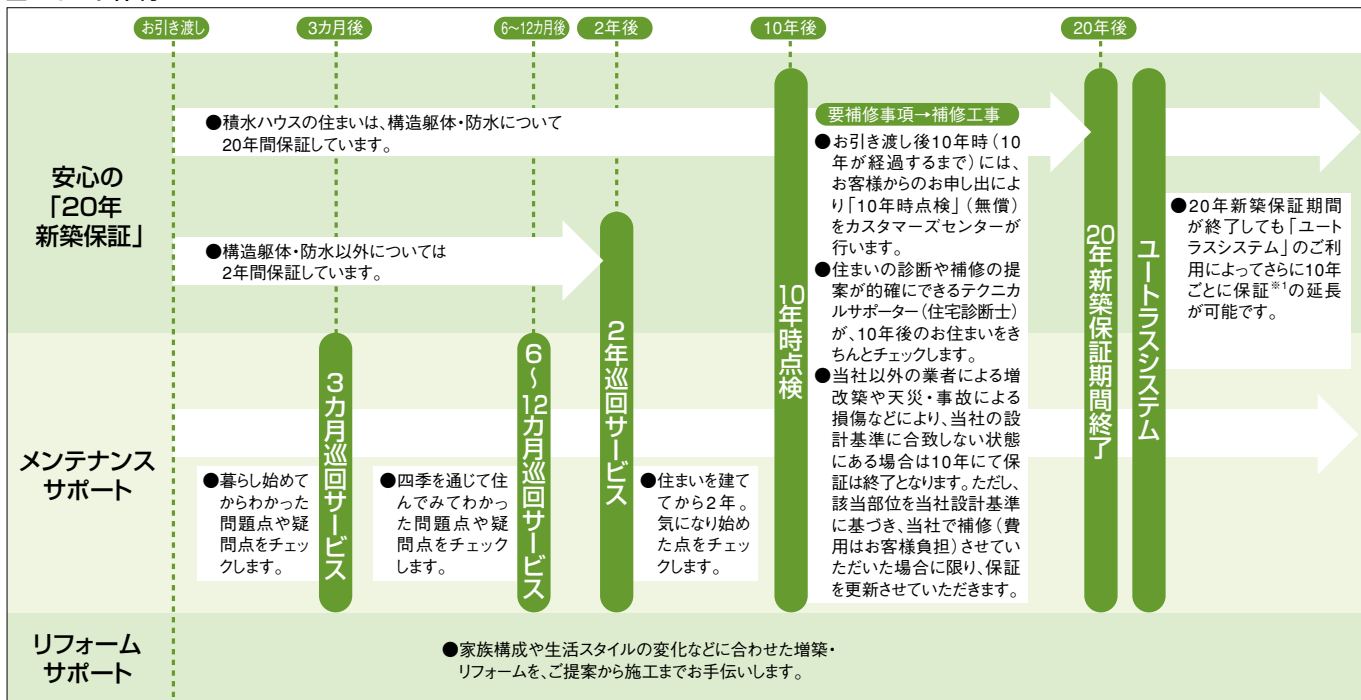 お引き渡し
3カ月後
6〜12カ月後
2年後
10年後
20年後
安心の
「20年
新築保証」
●積水ハウスの住まいは、構造躯体・防水について
20年間保証しています。
●構造躯体・防水以外については
2年間保証しています。
要補修事項→補修工事
●お引き渡し後10年時(10
年が経過するまで)には、
お客様からのお申し出によ
り「10年時点検」(無償)
をカスタマーズセンターが
行います。
●住まいの診断や補修の提
案が的確にできるテクニカ
ルサポーター(住宅診断士)
が、10年後のお住まいをき
ちんとチェックします。
●当社以外の業者による増
改築や天災・事故による
損傷などにより、当社の設
計基準に合致しない状態
にある場合は10年にて保
証は終了となります。ただし、
該当部位を当社設計基準
に基づき、当社で補修(費
用はお客様負担)させてい
ただいた場合に限り、保証
を更新させていただきます。
●20年新築保証期間
が終了しても「ユート
ラスシステム」のご利
用によってさらに10年
ごとに保証※1の延長
が可能です。
メンテナンス
サポート
●暮らし始めて
からわかった
問題点や疑
問点をチェッ
クします。
3カ月巡回サービス
●四季を通じて住
んでみてわかっ
た問題点や疑
問点をチェック
します。
6〜12カ月巡回サービス
2年巡回サービス
●住まいを建て
てから2年。
気になり始め
た点をチェッ
クします。
10年時点検
20年新築保証期間終了
ユートラスシステム
リフォーム
サポート
●家族構成や生活スタイルの変化などに合わせた増築・
リフォームを、ご提案から施工までお手伝いします。